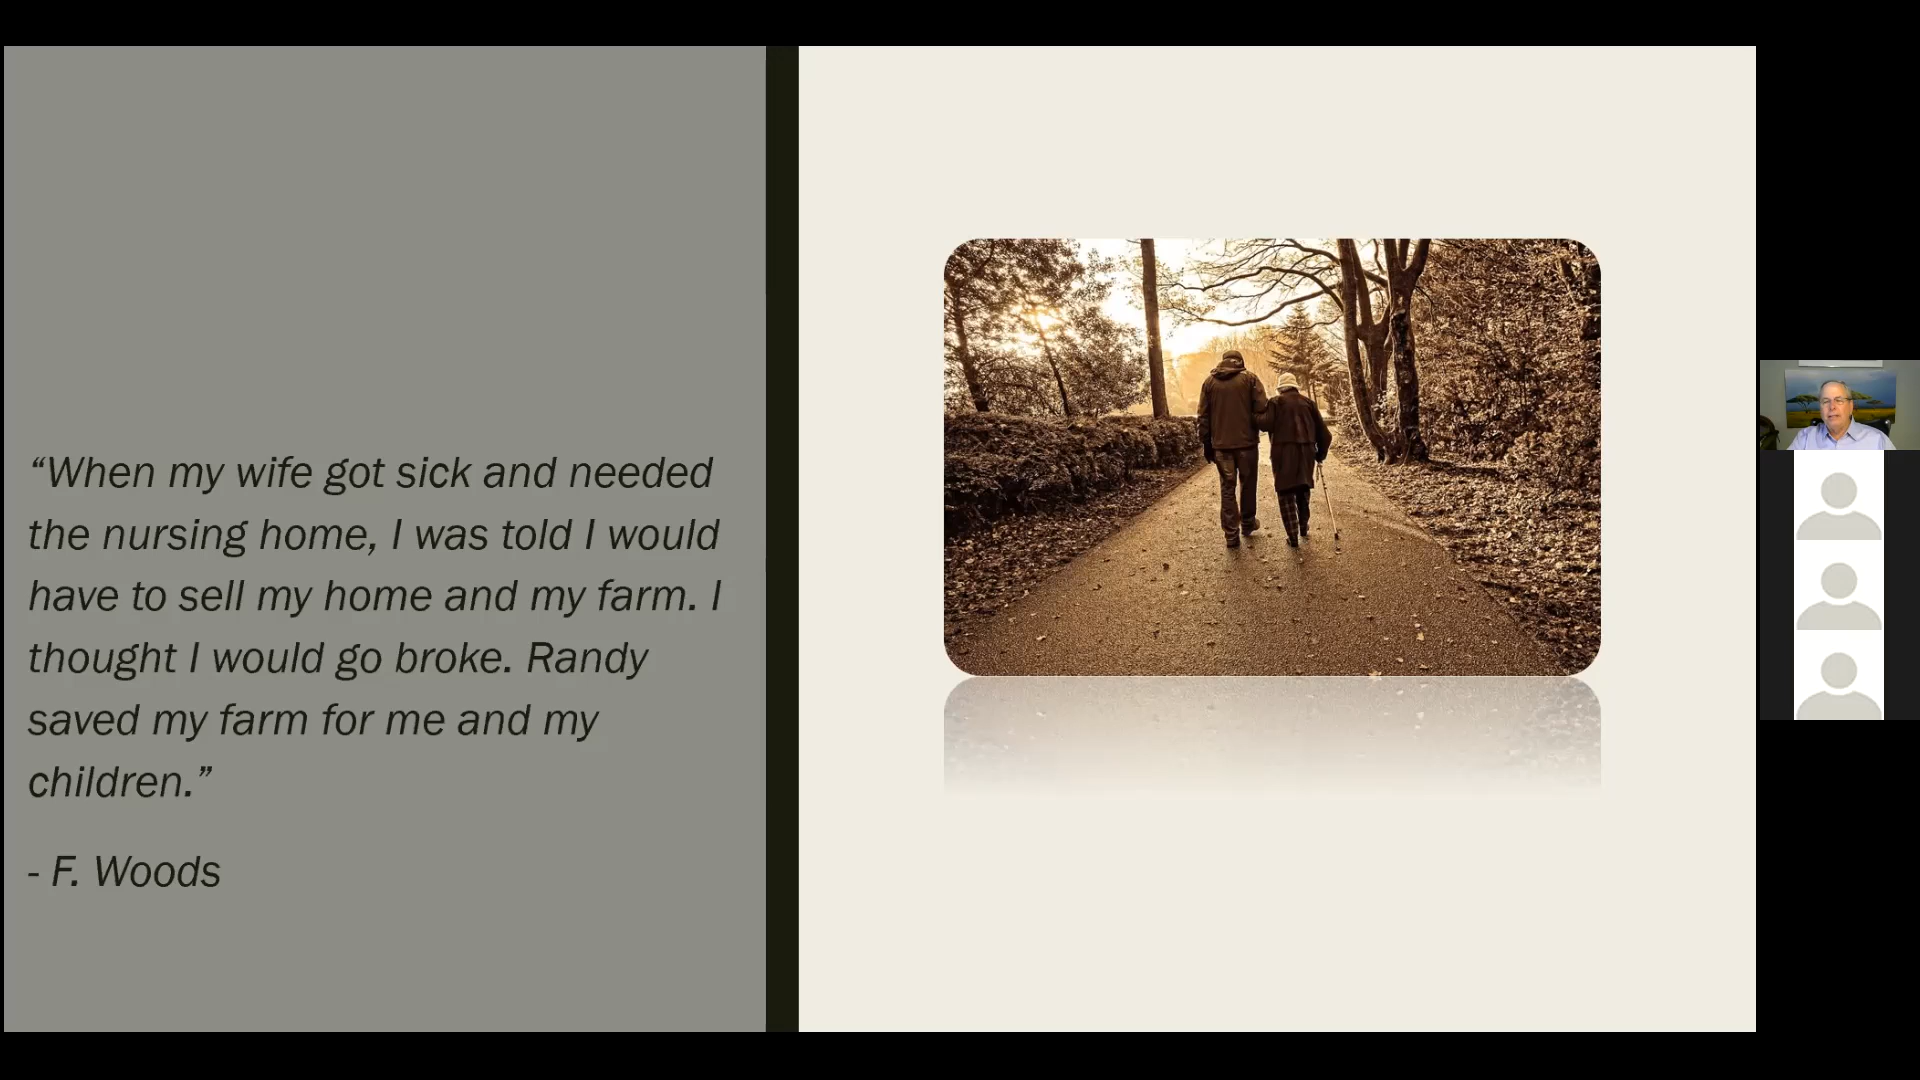 “When my wife got sick and needed
the nursing home, I was told I would
have to sell my home and my farm. I
thought I would go broke. Randy
saved my farm for me and my
children.”
- F. Woods